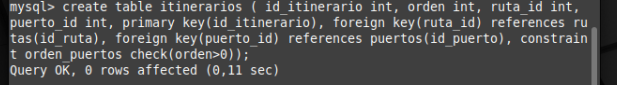 mysql> create table itinerarios ( id_itinerario int, orden int, ruta_id int,
puerto_id int, primary key(id_itinerario), foreign key(ruta_id) references ru
tas(id_ruta), foreign key(puerto_id) references puertos(id_puerto), constrain
t orden_puertos check(orden>0));
Query OK, 0 rows affected (0,11 sec)